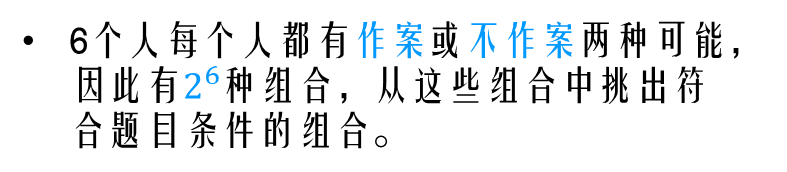 • 6个人每个人都有作案或不作案两种可能，
因此有2⁶种组合，从这些组合中挑出符
合题目条件的组合。